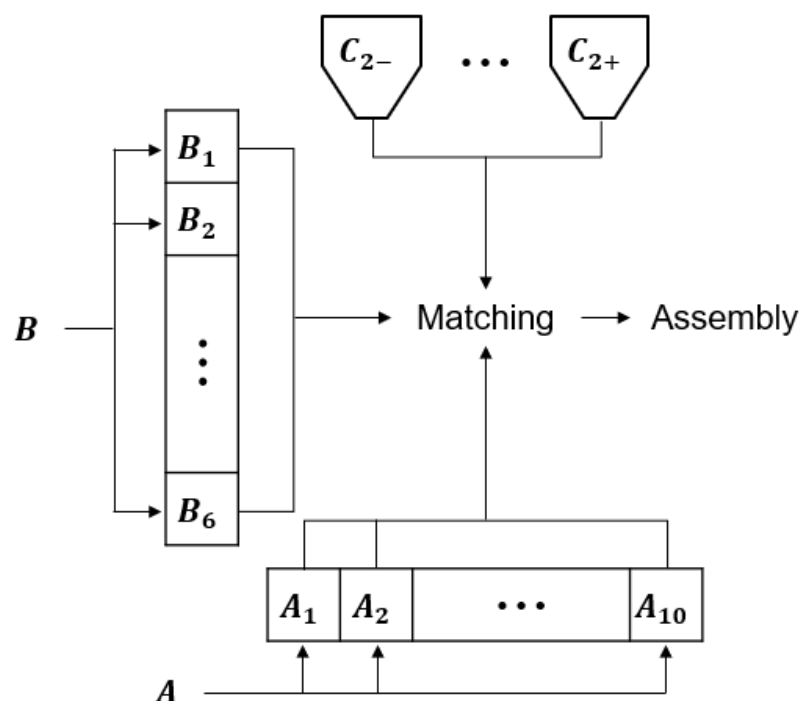 C₂₋ ... C₂₊
B₁
B₂
⋮
B₆
B
Matching
Assembly
A₁ A₂ ... A₁₀
A